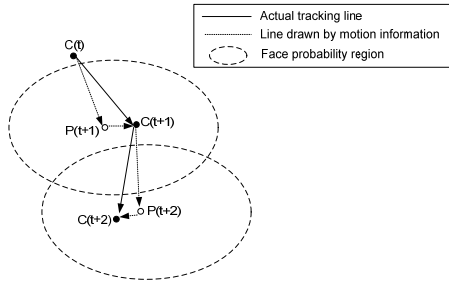 Actual tracking line
Line drawn by motion information
Face probability region
C(t)
P(t+1)
C(t+1)
C(t+2)
P(t+2)